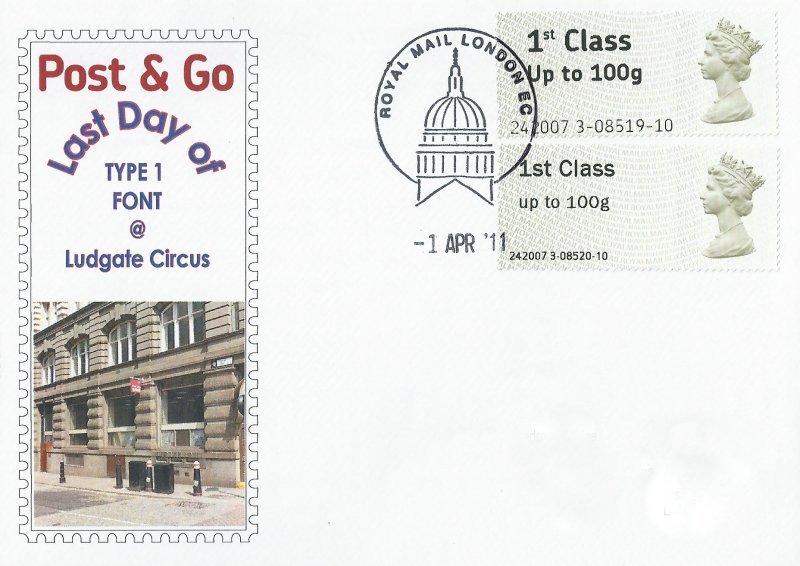 Post & Go
Last Day of
TYPE 1
FONT
@
Ludgate Circus
ROYAL MAIL LONDON EC
-1 APR '11
1st Class
Up to 100g
242007 3-08519-10
1st Class
up to 100g
242007 3-08520-10